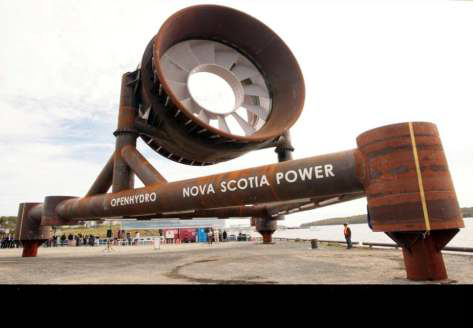 OPENHYDRO NOVA SCOTIA POWER